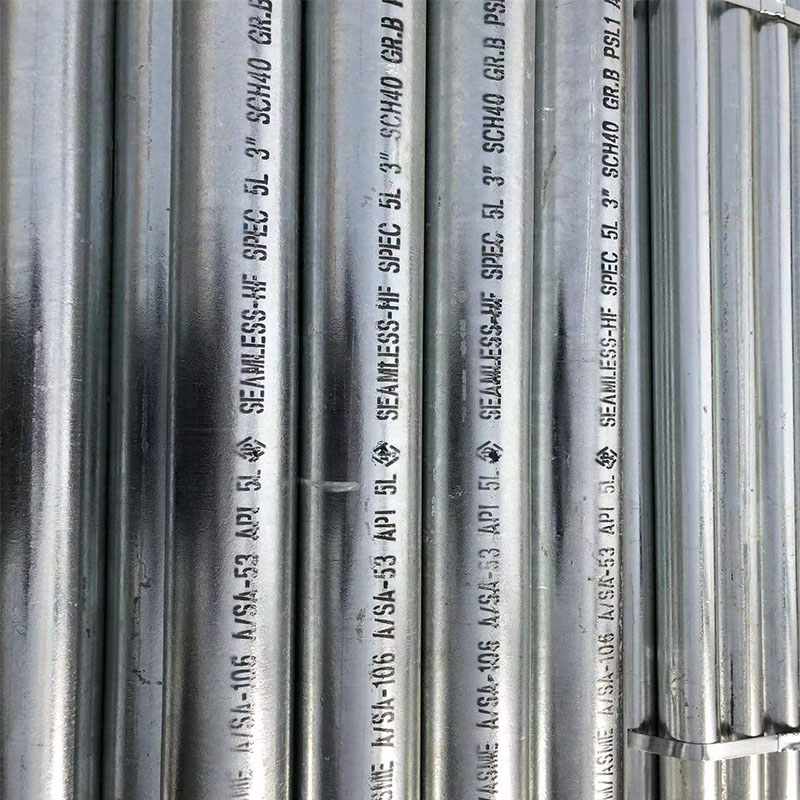 ASME A/SA-106 A/SA-53 API 5L SEAMLESS-HF SPEC 5L 3" SCH40 GR.B
ASME A/SA-106 A/SA-53 API 5L SEAMLESS-HF SPEC 5L 3" SCH40 GR.B
/ASME A/SA-106 A/SA-53 API 5L SEAMLESS-HF SPEC 5L 3" SCH40 GR.B PS
M/ASME A/SA-106 A/SA-53 API 5L SEAMLESS-HF SPEC 5L 3" SCH40 GR.B PSL1 A